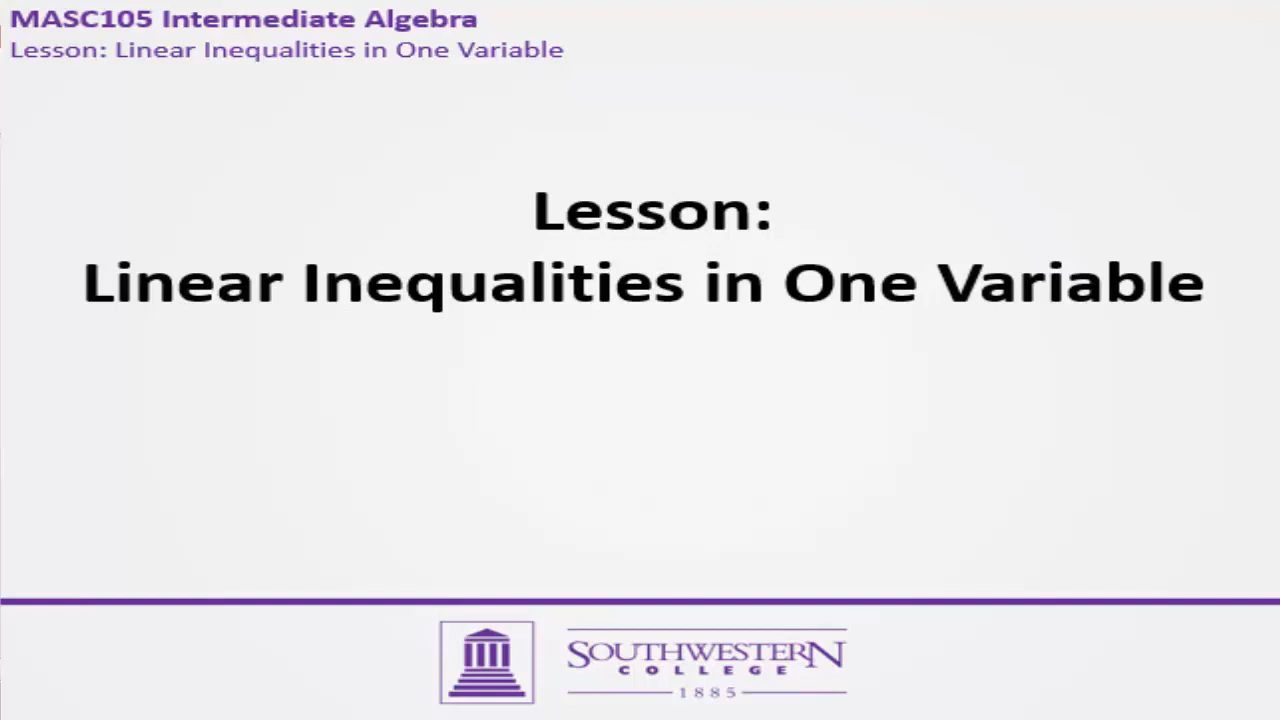 MASC105 Intermediate Algebra
Lesson: Linear Inequalities in One Variable
Lesson:
Linear Inequalities in One Variable
SOUTHWESTERN
COLLEGE
1885